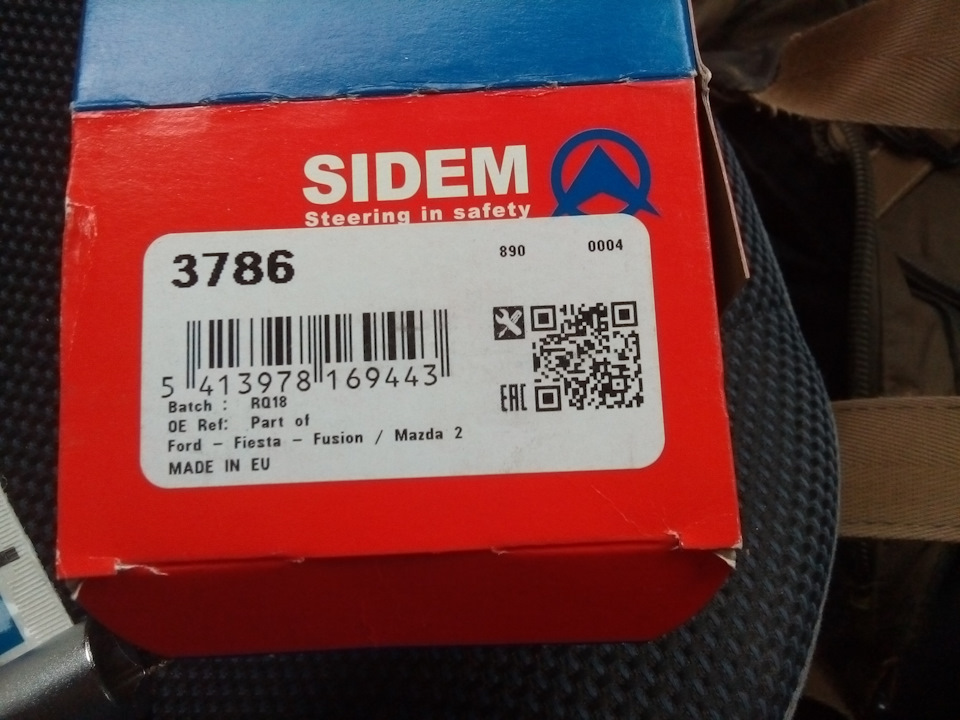 SIDEM
Steering in safety
3786
890 0004
5 413978 169443
EAC
Batch : RQ18
OE Ref: Part of
Ford - Fiesta - Fusion / Mazda 2
MADE IN EU